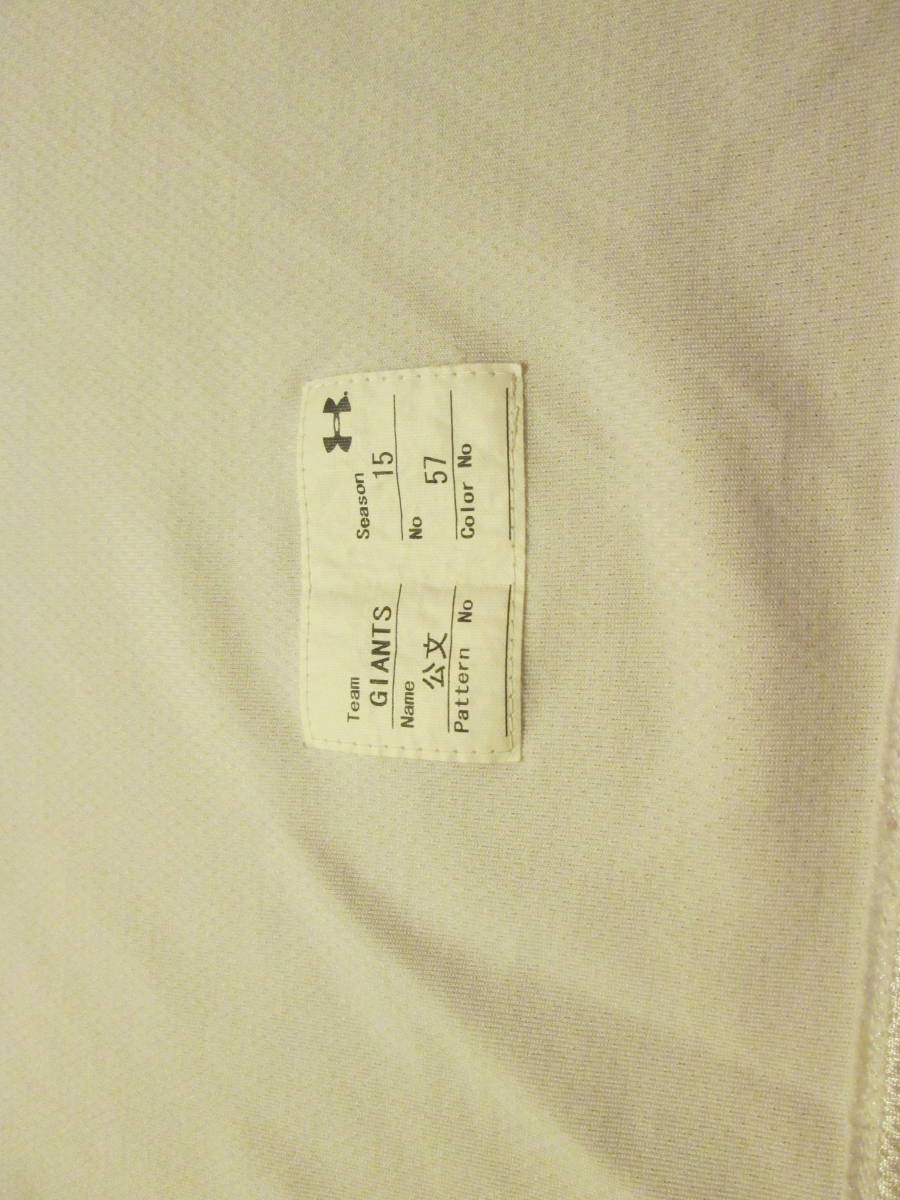 Team
GIANTS
Season
15
Name
公文
No
57
Pattern No
Color No